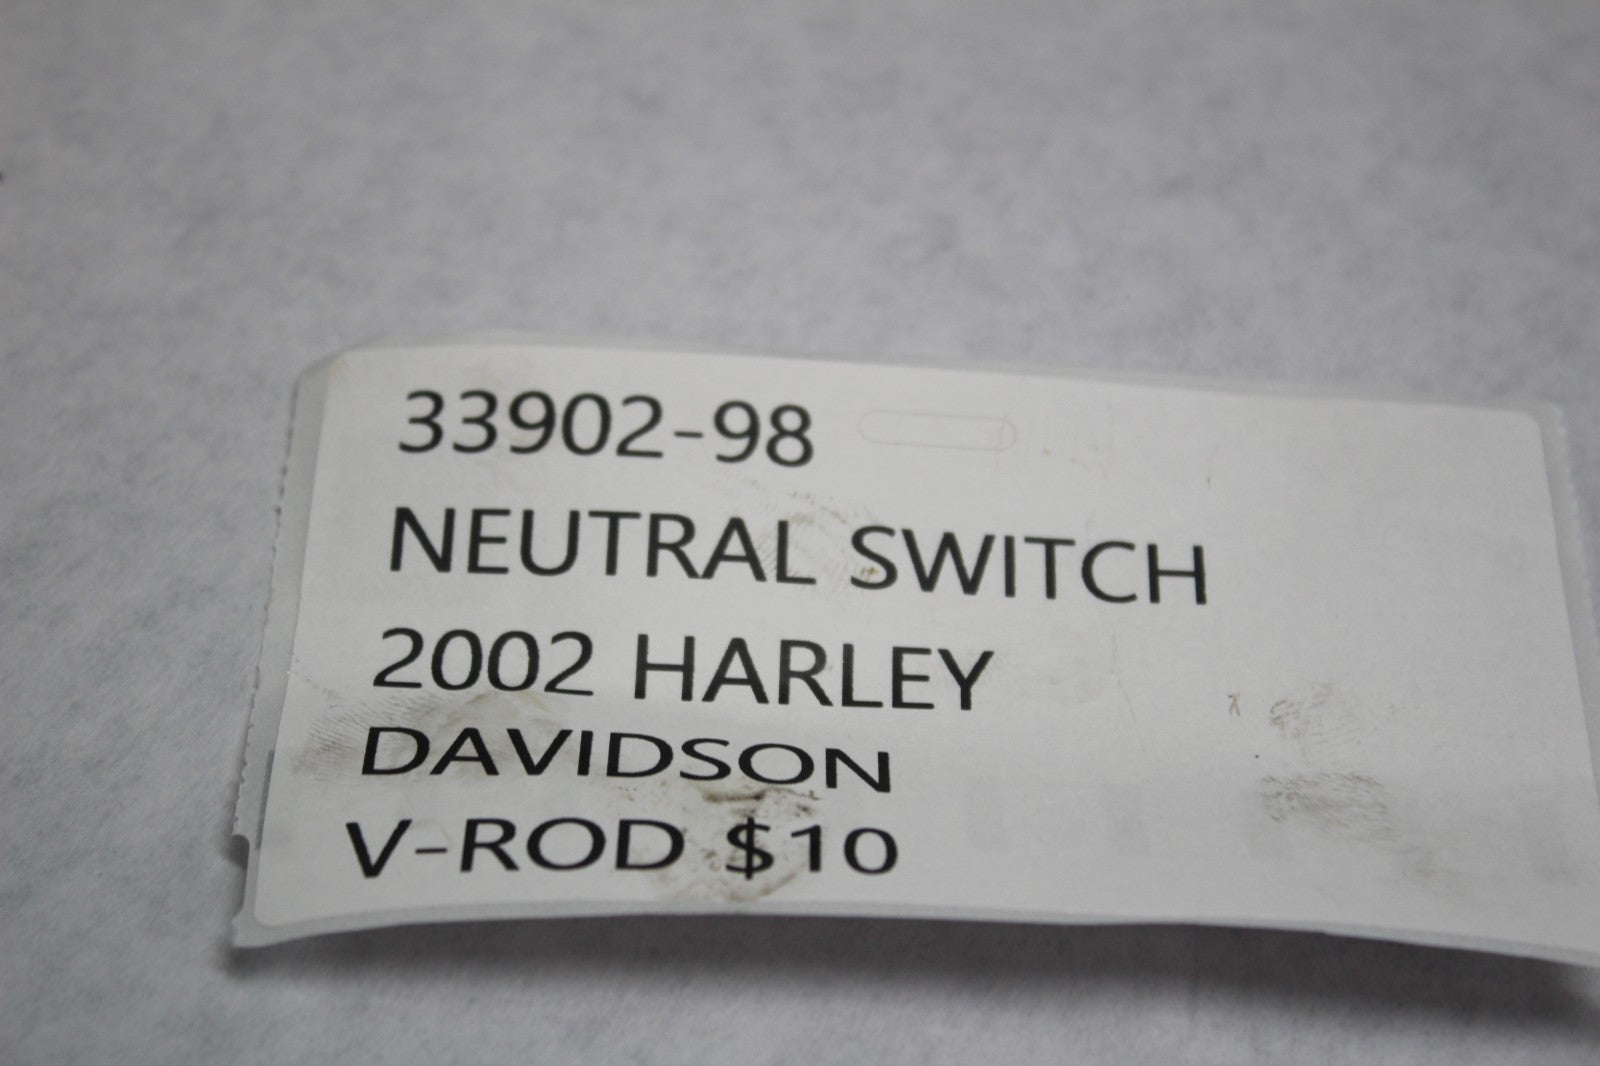 33902-98
NEUTRAL SWITCH
2002 HARLEY
DAVIDSON
V-ROD $10